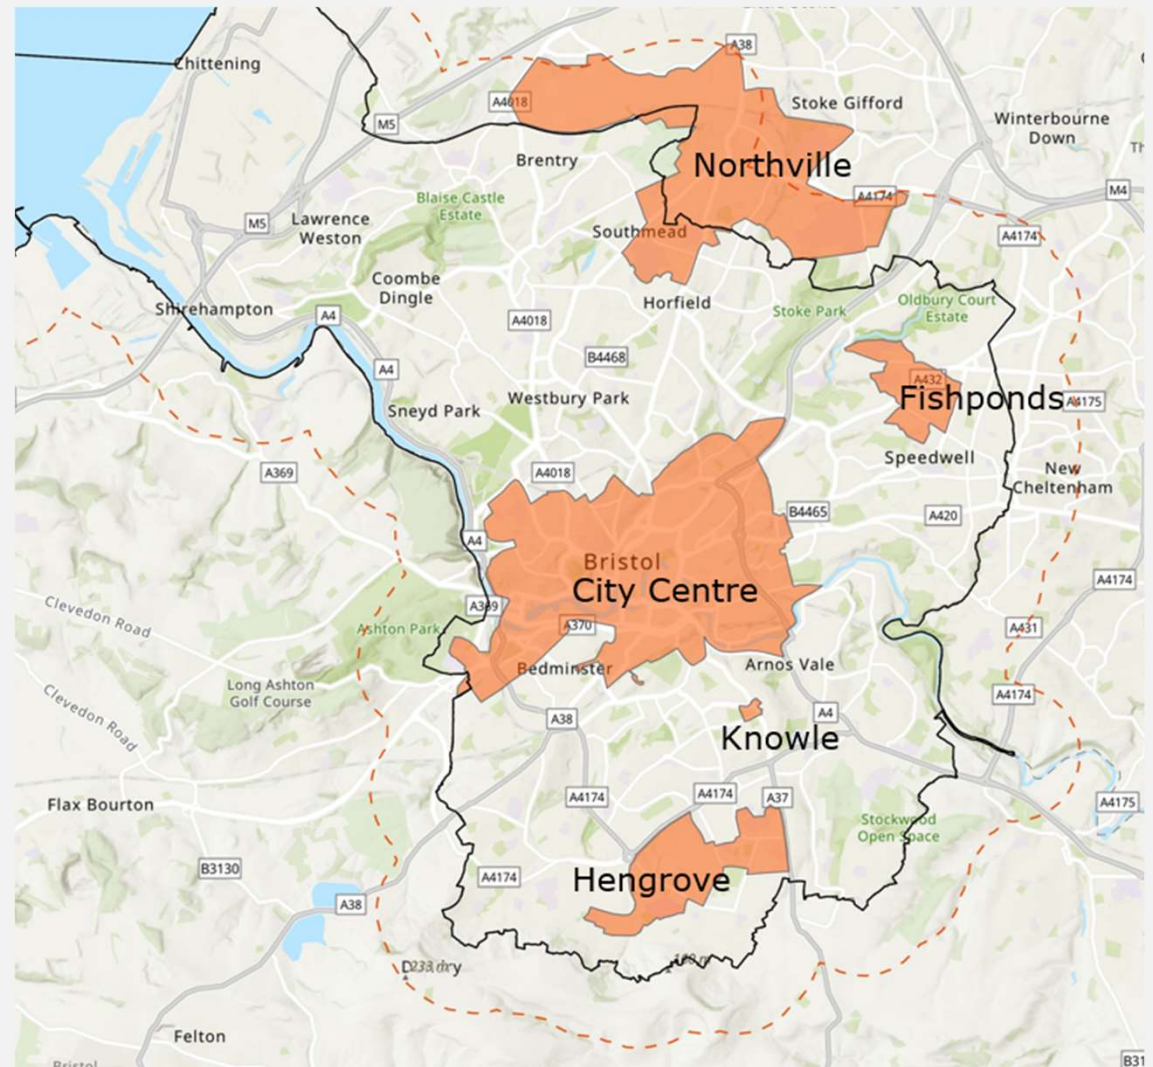 A38
Chittening
A4018
Stoke Gifford
M5
Winterbourne
Down
Brentry
Northville
M4
Blaise Castle
Estate
A4174
M5
Lawrence
Weston
Southmead
A4174
Coombe
Dingle
Shirehampton
Horfield
Oldbury Court
Estate
A4
A4018
Stoke Park
B4468
A4
A432
Westbury Park
Fishponds
A4175
Sneyd Park
Speedwell
A369
A4018
New
Cheltenham
B4465
A420
A4
Bristol
City Centre
A4174
Clevedon Road
A369
Ashton Park
A370
A431
Bedminster
Arnos Vale
Long Ashton
Golf Course
A4174
Clevedon Road
A38
A4
Knowle
Flax Bourton
A4174
A4174
A37
A4175
Stockwood
Open Space
B3130
A4174
Hengrove
A38
233 m
Felton
Bristol
B31